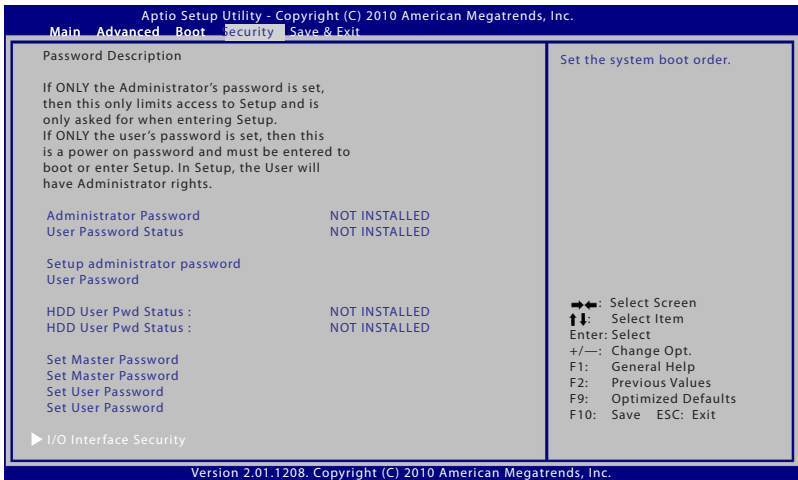 Aptio Setup Utility - Copyright (C) 2010 American Megatrends, Inc.
Main Advanced Boot Security Save & Exit
Password Description
If ONLY the Administrator's password is set,
then this only limits access to Setup and is
only asked for when entering Setup.
If ONLY the user's password is set, then this
is a power on password and must be entered to
boot or enter Setup. In Setup, the User will
have Administrator rights.
Administrator Password NOT INSTALLED
User Password Status NOT INSTALLED
Setup administrator password
User Password
HDD User Pwd Status : NOT INSTALLED
HDD User Pwd Status : NOT INSTALLED
Set Master Password
Set Master Password
Set User Password
Set User Password
I/O Interface Security
Set the system boot order.
→←: Select Screen
↑↓: Select Item
Enter: Select
+/—: Change Opt.
F1: General Help
F2: Previous Values
F9: Optimized Defaults
F10: Save ESC: Exit
Version 2.01.1208. Copyright (C) 2010 American Megatrends, Inc.